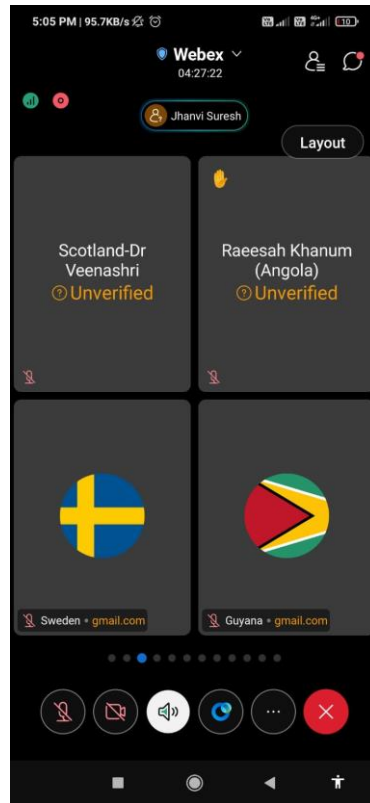 5:05 PM | 95.7KB/s
10
Webex
04:27:22
Jhanvi Suresh
Layout
Scotland-Dr
Veenashri
Unverified
Raeesah Khanum
(Angola)
Unverified
Sweden • gmail.com
Guyana • gmail.com